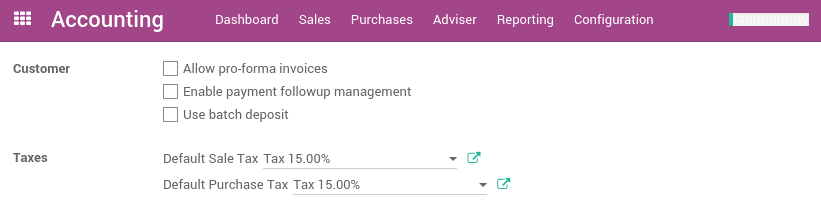 Accounting Dashboard Sales Purchases Adviser Reporting Configuration
Customer Allow pro-forma invoices
Enable payment followup management
Use batch deposit
Taxes Default Sale Tax Tax 15.00%
Default Purchase Tax Tax 15.00%